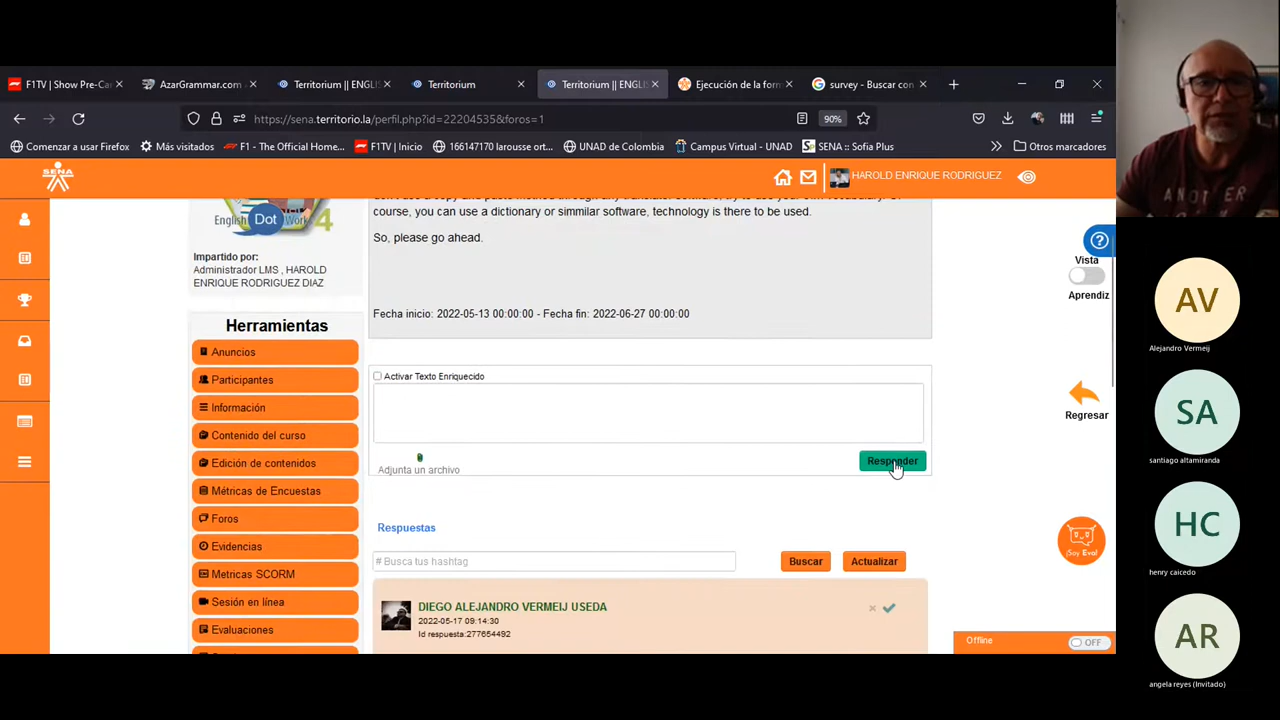 F1TV | Show Pre-Ca
AzarGrammar.com
Territorium || ENGLIS
Territorium
Territorium || ENGLIS
Ejecución de la form
survey - Buscar con
https://sena.territorio.la/perfil.php?id=22204535&foros=1
90%
Comenzar a usar Firefox
Más visitados
F1 - The Official Home...
F1TV | Inicio
166147170 larousse ort...
UNAD de Colombia
Campus Virtual - UNAD
SENA :: Sofia Plus
Otros marcadores
SENA
HAROLD ENRIQUE RODRIGUEZ
course, you can use a dictionary or simmilar software, technology is there to be used.
So, please go ahead.
English Dot Works 4
Impartido por:
Administrador LMS , HAROLD
ENRIQUE RODRIGUEZ DIAZ
Fecha inicio: 2022-05-13 00:00:00 - Fecha fin: 2022-06-27 00:00:00
Vista
Aprendiz
Regresar
Herramientas
Anuncios
Participantes
Información
Contenido del curso
Edición de contenidos
Métricas de Encuestas
Foros
Evidencias
Metricas SCORM
Sesión en línea
Evaluaciones
Activar Texto Enriquecido
Adjunta un archivo
Responder
Respuestas
# Busca tus hashtag
Buscar
Actualizar
DIEGO ALEJANDRO VERMEIJ USEDA
2022-05-17 09:14:30
Id respuesta:277654492
¡Soy Eva!
Offline
OFF
ANOTHER
AV
Alejandro Vermeij
SA
santiago altamiranda
HC
henry caicedo
AR
angela reyes (Invitado)